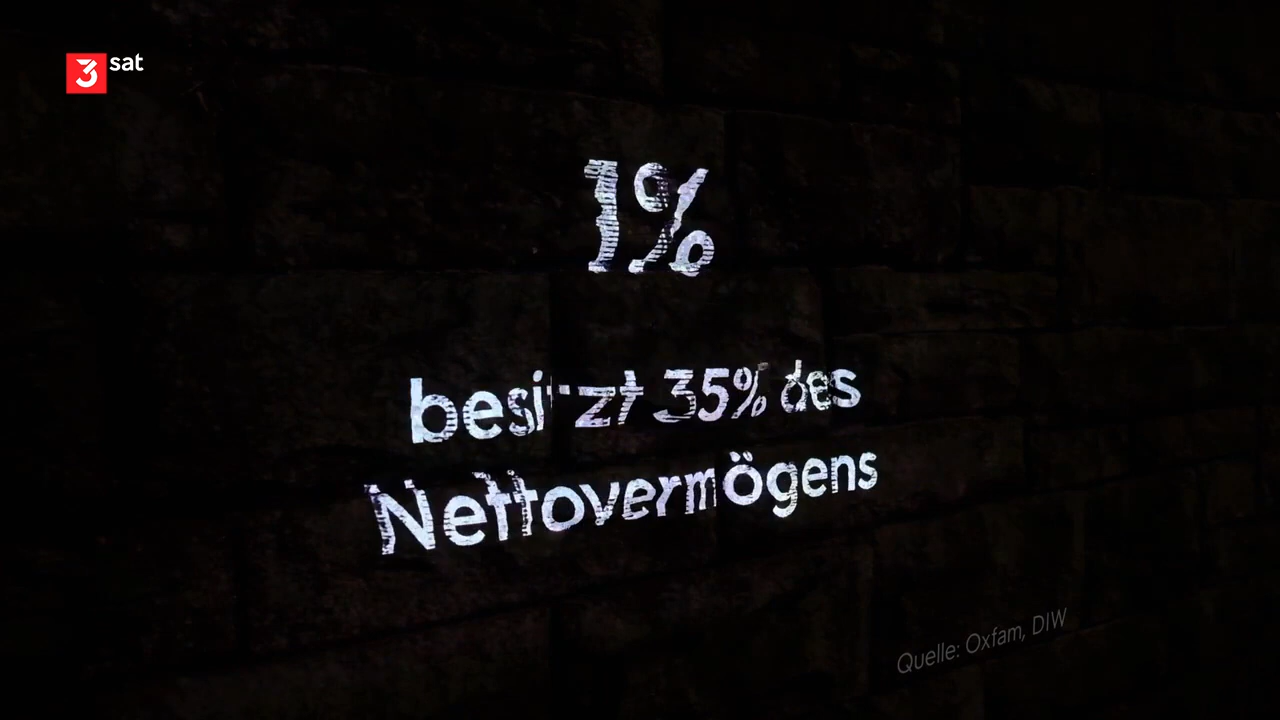 3sat
1%
besitzt 35% des
Nettovermögens
Quelle: Oxfam, DIW